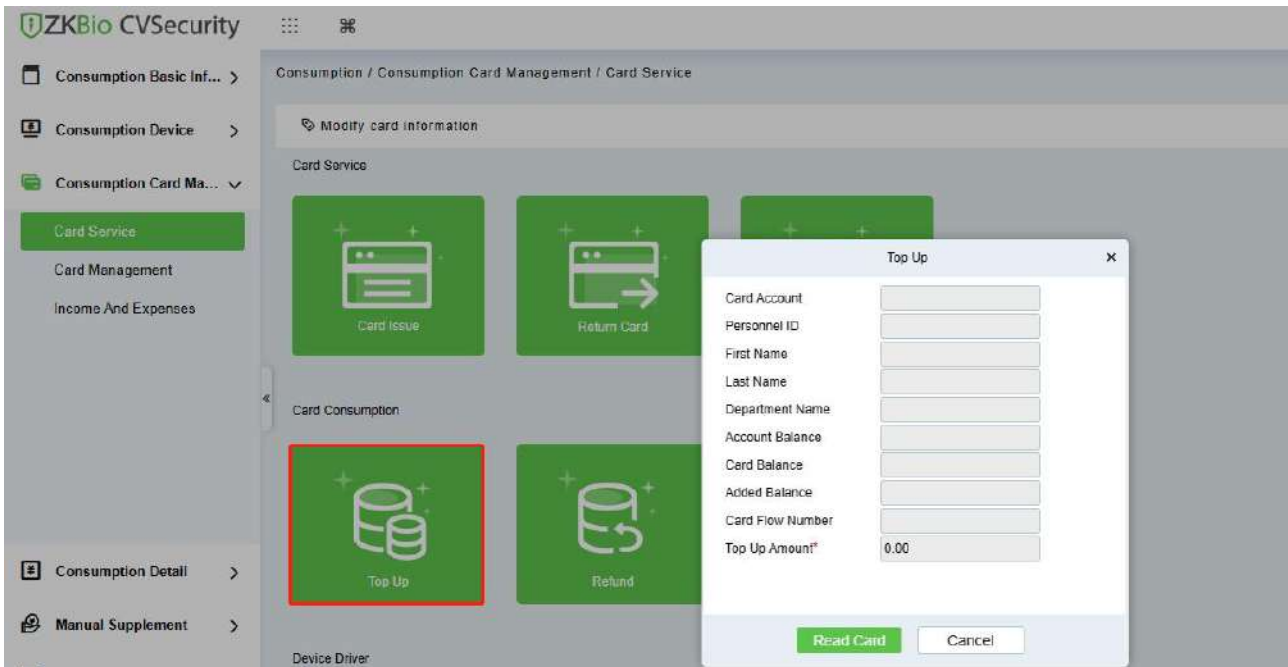 ZKBio CVSecurity
Consumption Basic Inf...
Consumption Device
Consumption Card Ma...
Card Service
Card Management
Income And Expenses
Consumption Detail
Manual Supplement
Consumption / Consumption Card Management / Card Service
Modify card information
Card Service
Card Issue
Return Card
Card Consumption
Top Up
Refund
Device Driver
Top Up
Card Account
Personnel ID
First Name
Last Name
Department Name
Account Balance
Card Balance
Added Balance
Card Flow Number
Top Up Amount* 0.00
Read Card Cancel